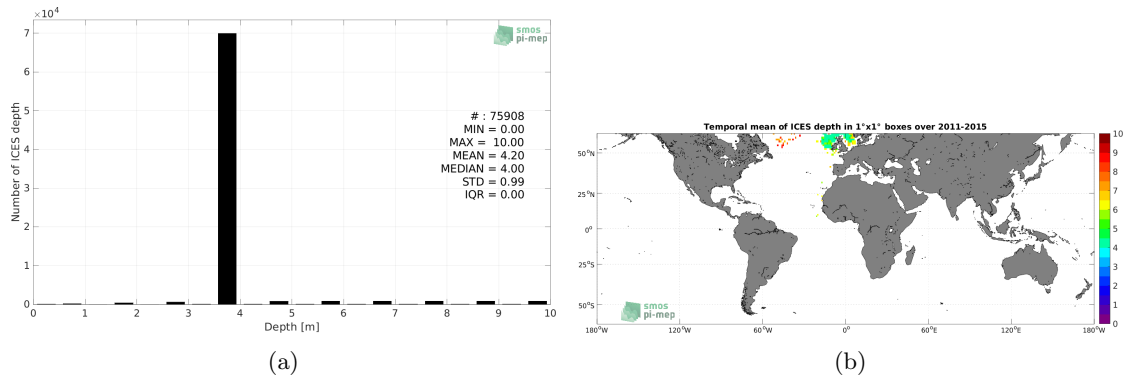 ×10⁴
7
6
5
4
3
2
1
0
Number of ICES depth
smos
pi-mep
# : 75908
MIN = 0.00
MAX = 10.00
MEAN = 4.20
MEDIAN = 4.00
STD = 0.99
IQR = 0.00
0 1 2 3 4 5 6 7 8 9 10
Depth [m]
(a)
Temporal mean of ICES depth in 1°x1° boxes over 2011-2015
50°N
25°N
0°
25°S
50°S
smos
pi-mep
180°W 120°W 60°W 0° 60°E 120°E 180°W
10
9
8
7
6
5
4
3
2
1
0
(b)